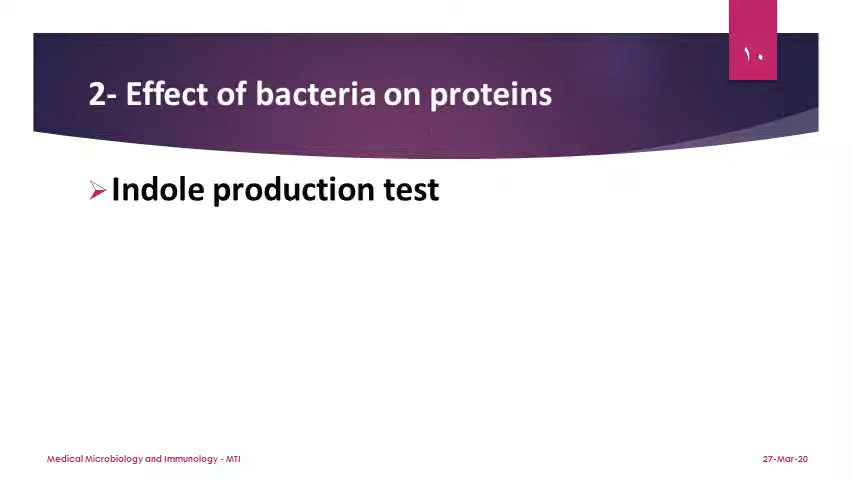 ١٠
2- Effect of bacteria on proteins
Indole production test
Medical Microbiology and Immunology - MTI
27-Mar-20